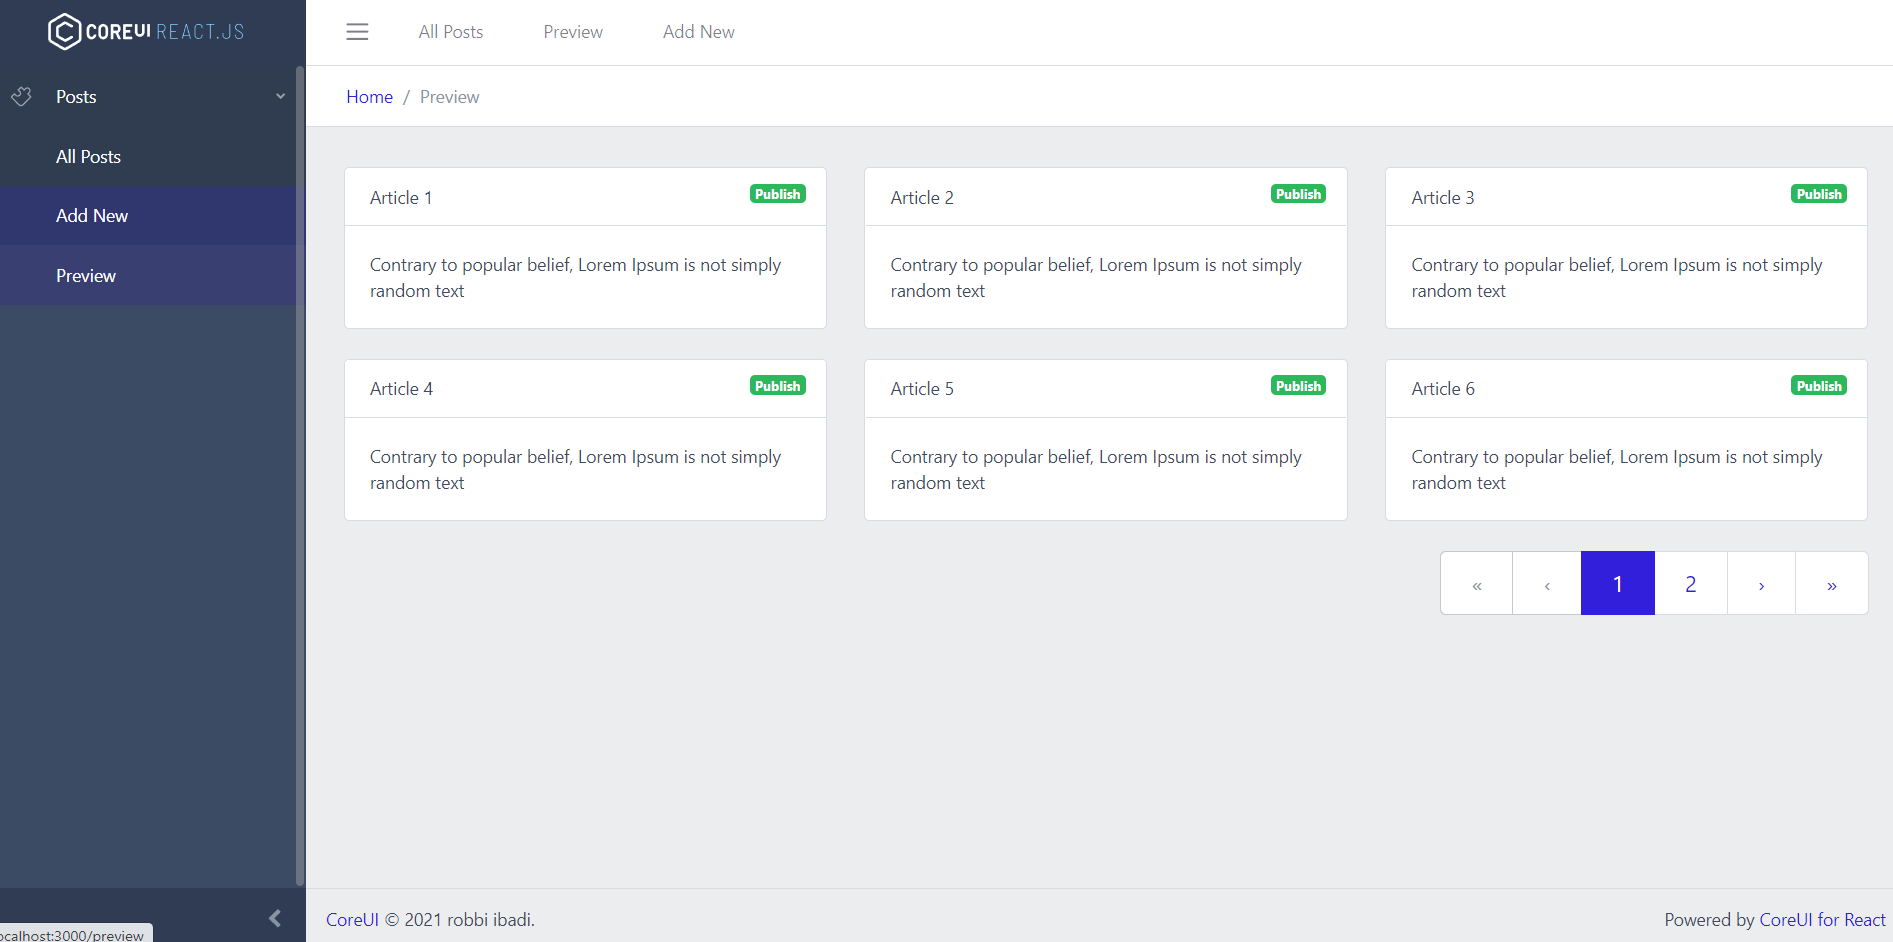 COREUI REACT.JS
All Posts
Preview
Add New
Posts
Home / Preview
All Posts
Add New
Preview
Article 1
Publish
Contrary to popular belief, Lorem Ipsum is not simply
random text
Article 2
Publish
Contrary to popular belief, Lorem Ipsum is not simply
random text
Article 3
Publish
Contrary to popular belief, Lorem Ipsum is not simply
random text
Article 4
Publish
Contrary to popular belief, Lorem Ipsum is not simply
random text
Article 5
Publish
Contrary to popular belief, Lorem Ipsum is not simply
random text
Article 6
Publish
Contrary to popular belief, Lorem Ipsum is not simply
random text
« ‹ 1 2 › »
CoreUI © 2021 robbi ibadi.
Powered by CoreUI for React
ocalhost:3000/preview